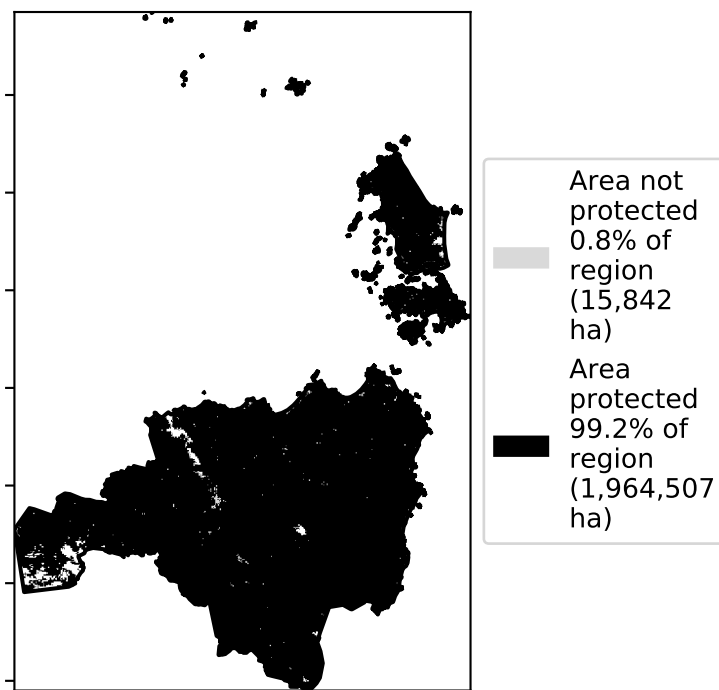 Area not
protected
0.8% of
region
(15,842
ha)
Area
protected
99.2% of
region
(1,964,507
ha)